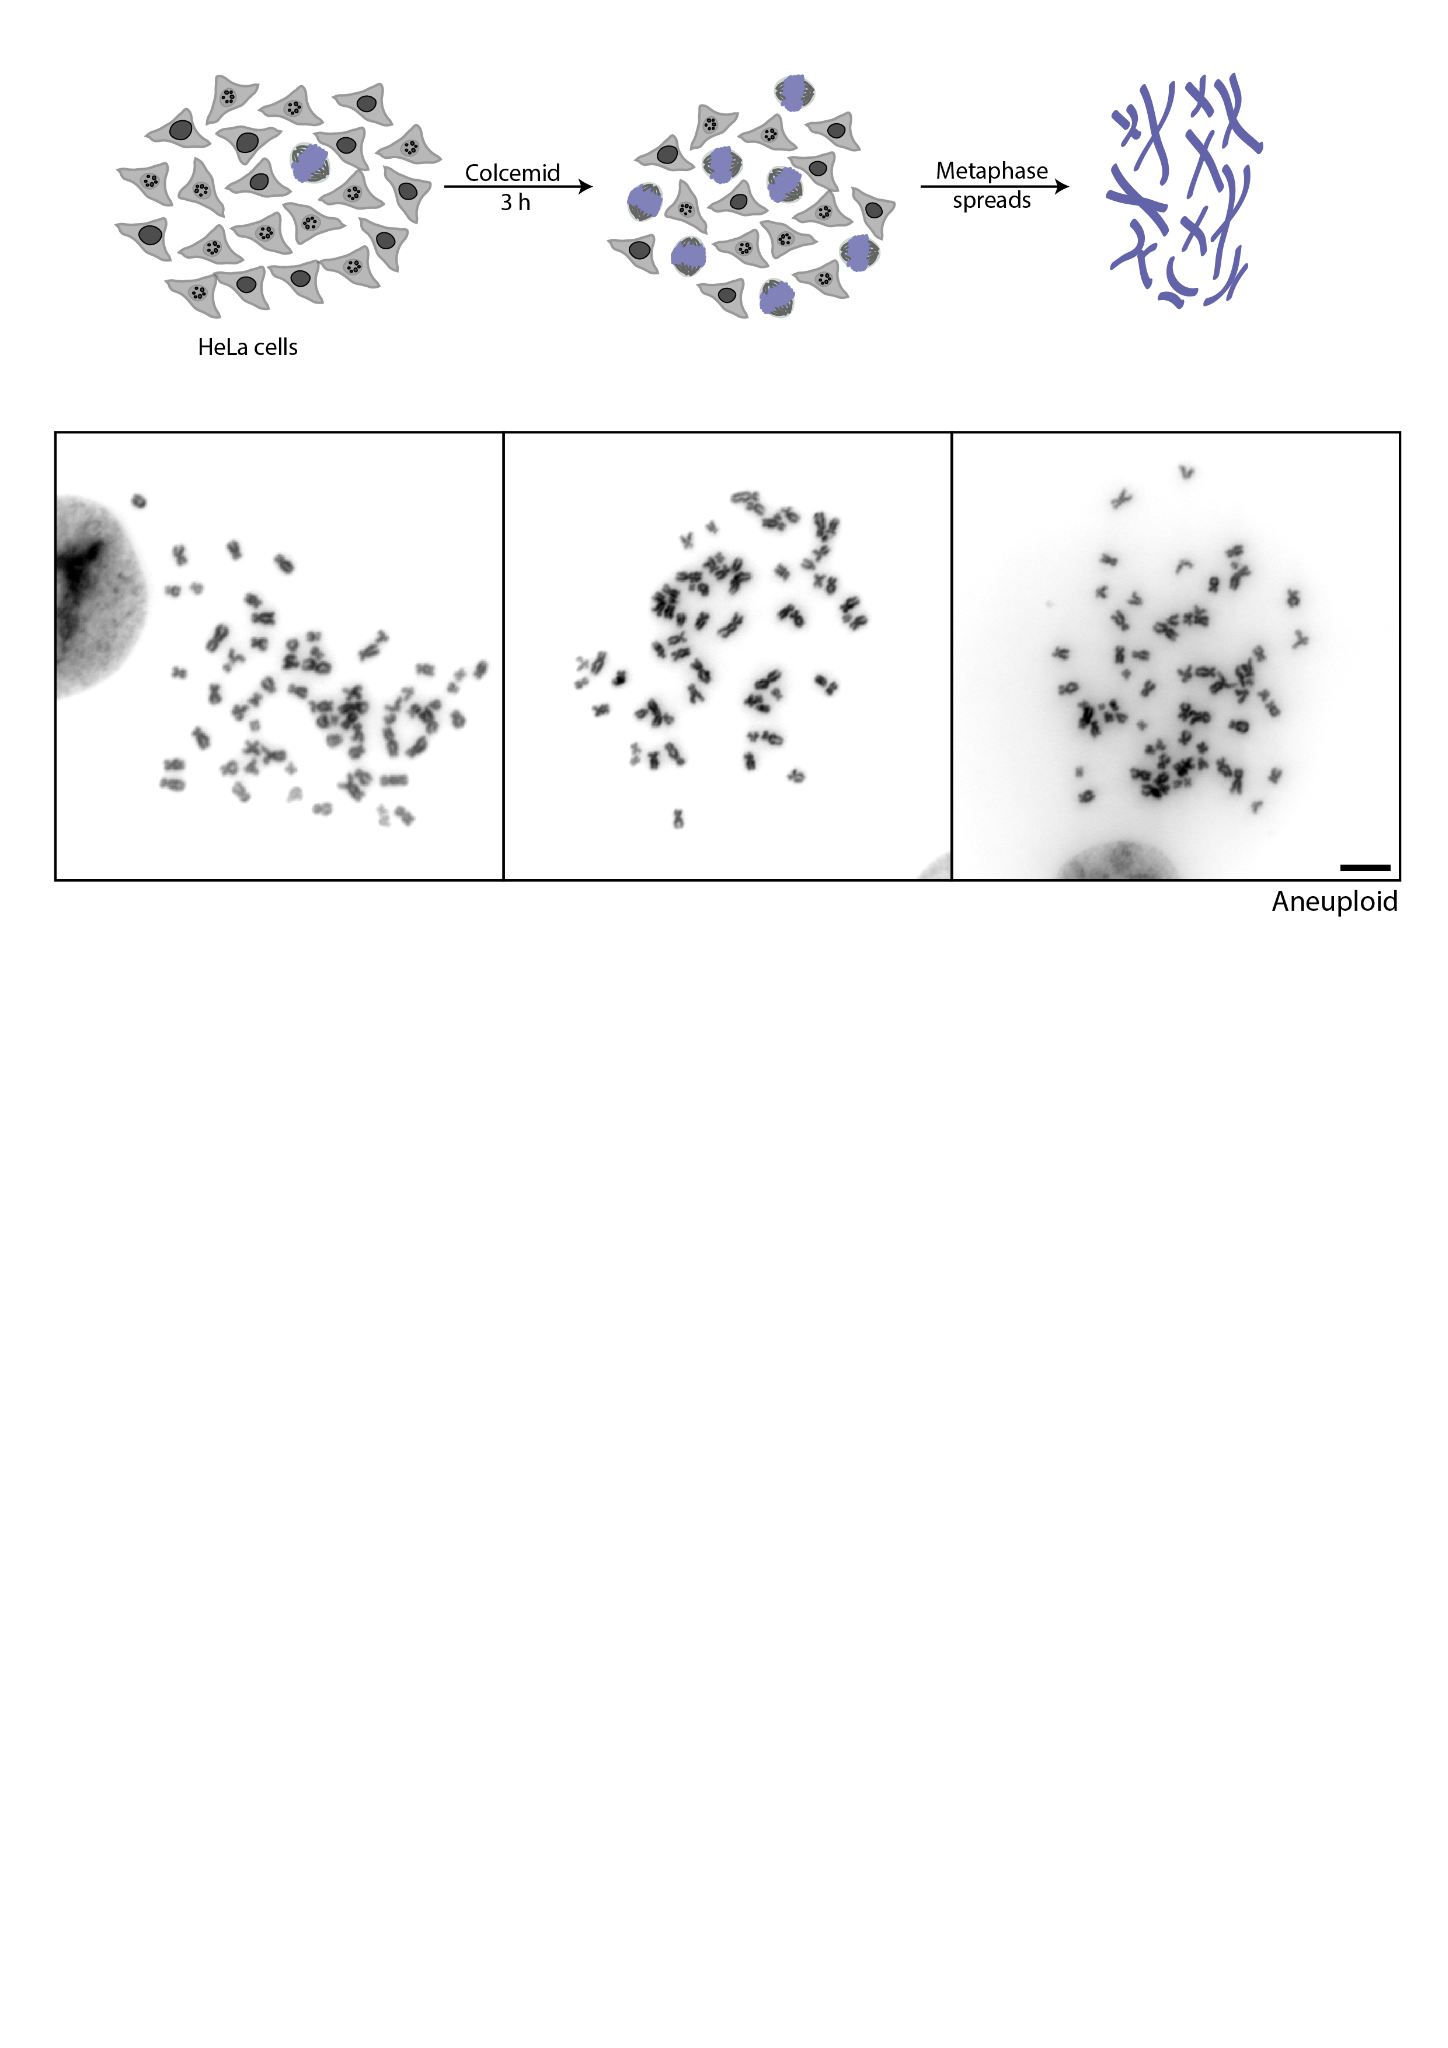 Colcemid
3 h
Metaphase
spreads
HeLa cells
Aneuploid